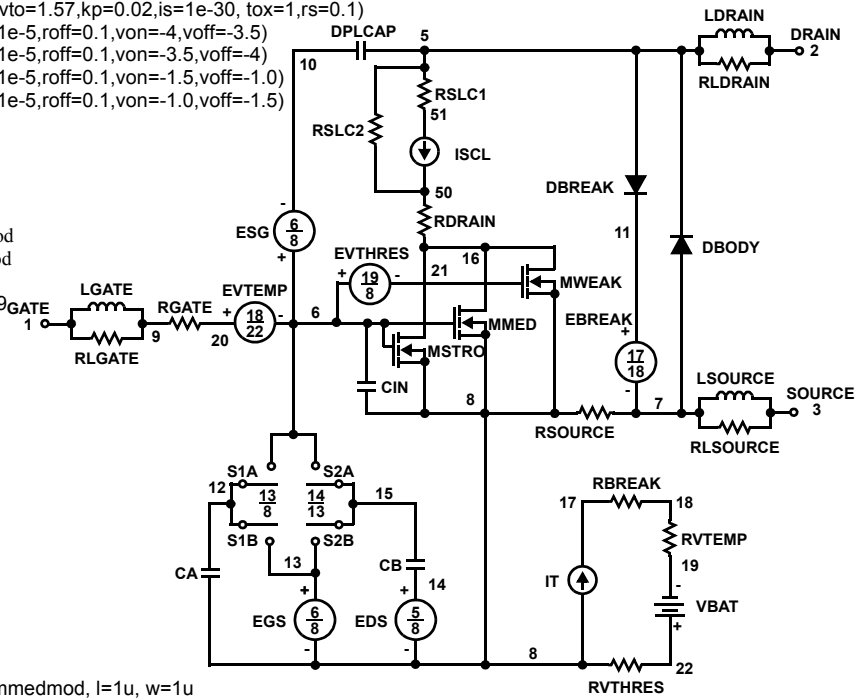 vto=1.57,kp=0.02,is=1e-30, tox=1,rs=0.1)
1e-5,roff=0.1,von=-4,voff=-3.5)
1e-5,roff=0.1,von=-3.5,voff=-4)
1e-5,roff=0.1,von=-1.5,voff=-1.0)
1e-5,roff=0.1,von=-1.0,voff=-1.5)
od
od
9
DPLCAP
5
10
LDRAIN
DRAIN
2
RLDRAIN
RSLC1
51
RSLC2
ISCL
50
RDRAIN
DBREAK
11
DBODY
-
ESG
6
8
+
EVTHRES
+
19
8
-
21
16
MWEAK
LGATE
GATE
1
RLGATE
9
RGATE
20
EVTEMP
+
18
22
-
6
MMED
MSTRO
CIN
EBREAK
+
17
18
-
8
RSOURCE
7
LSOURCE
SOURCE
3
RLSOURCE
S1A
S2A
12
13
8
14
13
15
S1B
S2B
13
CA
CB
14
+
EGS
6
8
-
+
EDS
5
8
-
RBREAK
17
18
RVTEMP
19
IT
-
VBAT
+
8
22
RVTHRES
mmedmod, l=1u, w=1u